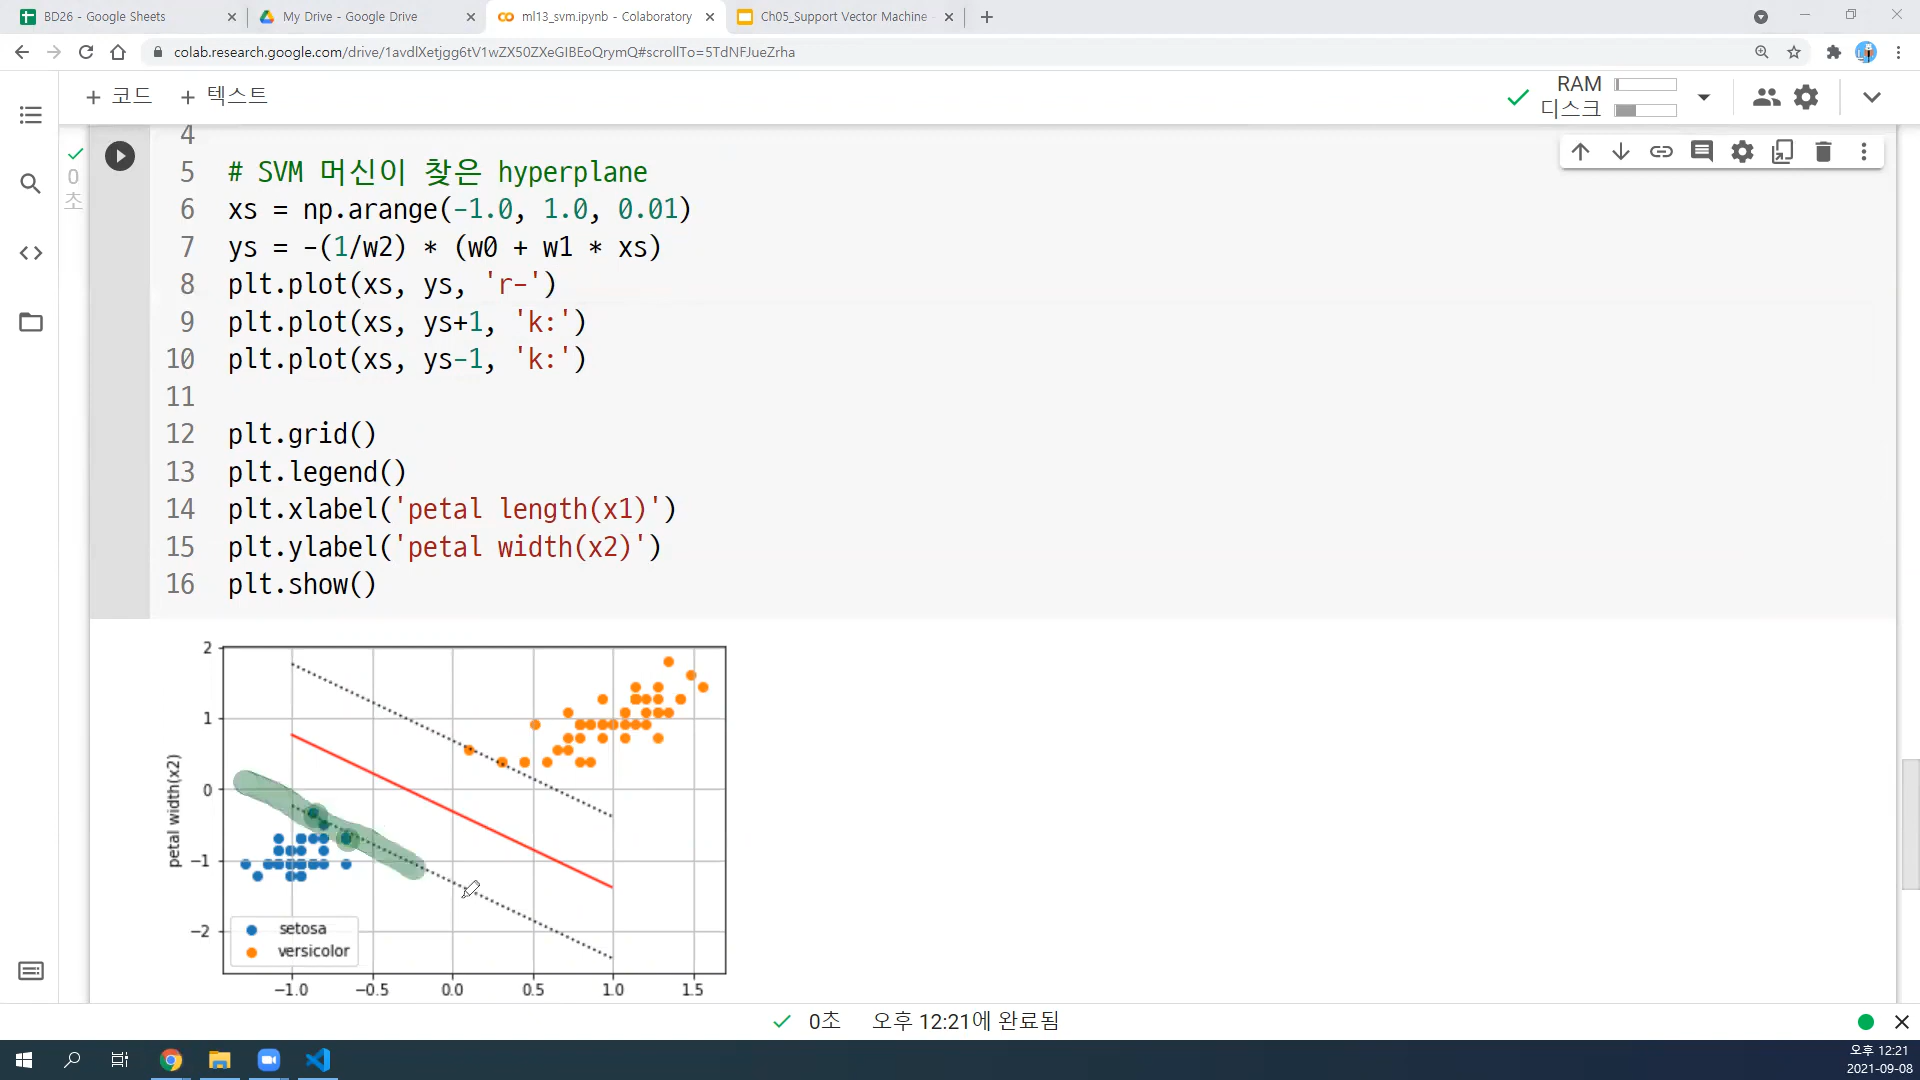 BD26 - Google Sheets
My Drive - Google Drive
ml13_svm.ipynb - Colaboratory
Ch05_Support Vector Machine
colab.research.google.com/drive/1avdlXetjgg6tV1wZX50ZXeGIBEoQrymQ#scrollTo=5TdNFJueZrha
+ 코드 + 텍스트
RAM
디스크
0
초
4
5 # SVM 머신이 찾은 hyperplane
6 xs = np.arange(-1.0, 1.0, 0.01)
7 ys = -(1/w2) * (w0 + w1 * xs)
8 plt.plot(xs, ys, 'r-')
9 plt.plot(xs, ys+1, 'k:')
10 plt.plot(xs, ys-1, 'k:')
11
12 plt.grid()
13 plt.legend()
14 plt.xlabel('petal length(x1)')
15 plt.ylabel('petal width(x2)')
16 plt.show()
2
1
0
−1
−2
petal width(x2)
setosa
versicolor
−1.0 −0.5 0.0 0.5 1.0 1.5
0초 오후 12:21에 완료됨
오후 12:21
2021-09-08